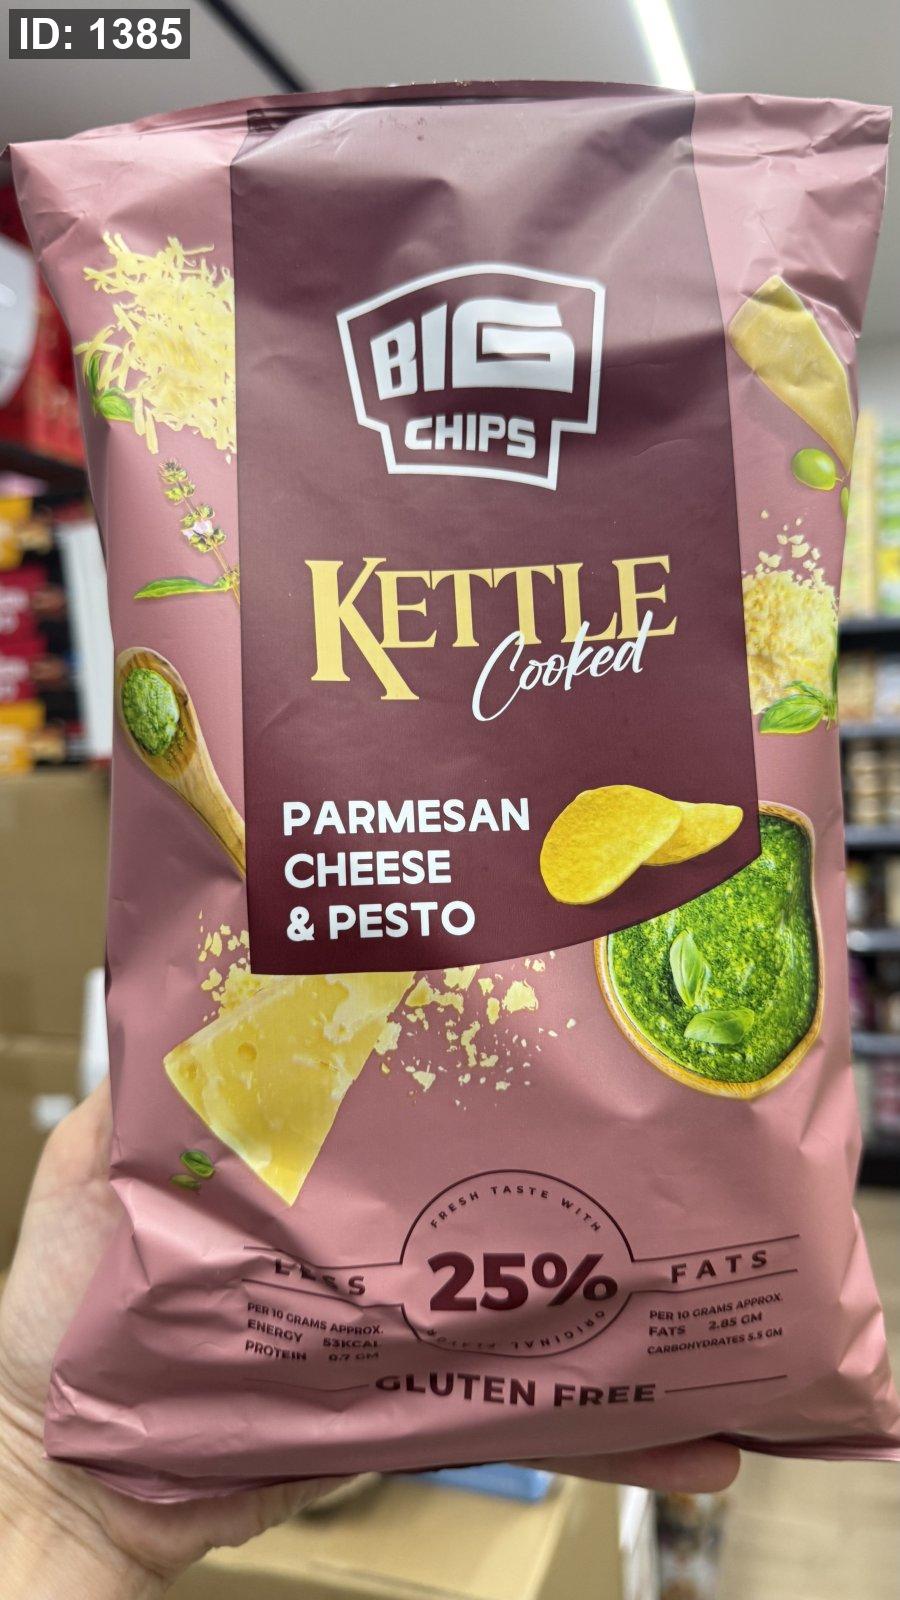 ID: 1385
BIG
CHIPS
KETTLE
Cooked
PARMESAN
CHEESE
& PESTO
FRESH TASTE WITH
LESS 25% FATS
ORIGINAL FLAVOR
PER 10 GRAMS APPROX.
ENERGY 53KCAL
PROTEIN 0.7 GM
PER 10 GRAMS APPROX.
FATS 2.85 GM
CARBOHYDRATES 5.5 GM
GLUTEN FREE